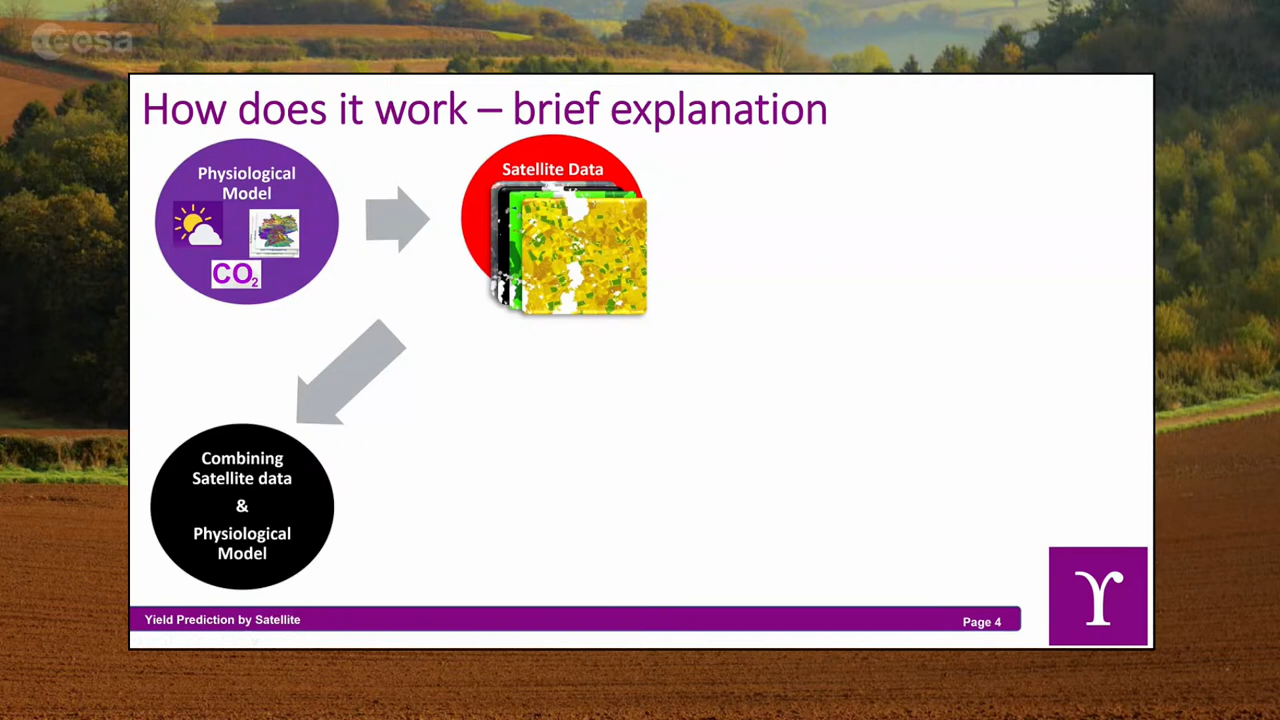 esa
How does it work – brief explanation
Physiological
Model
CO₂
Satellite Data
Combining
Satellite data
&
Physiological
Model
Yield Prediction by Satellite
Page 4